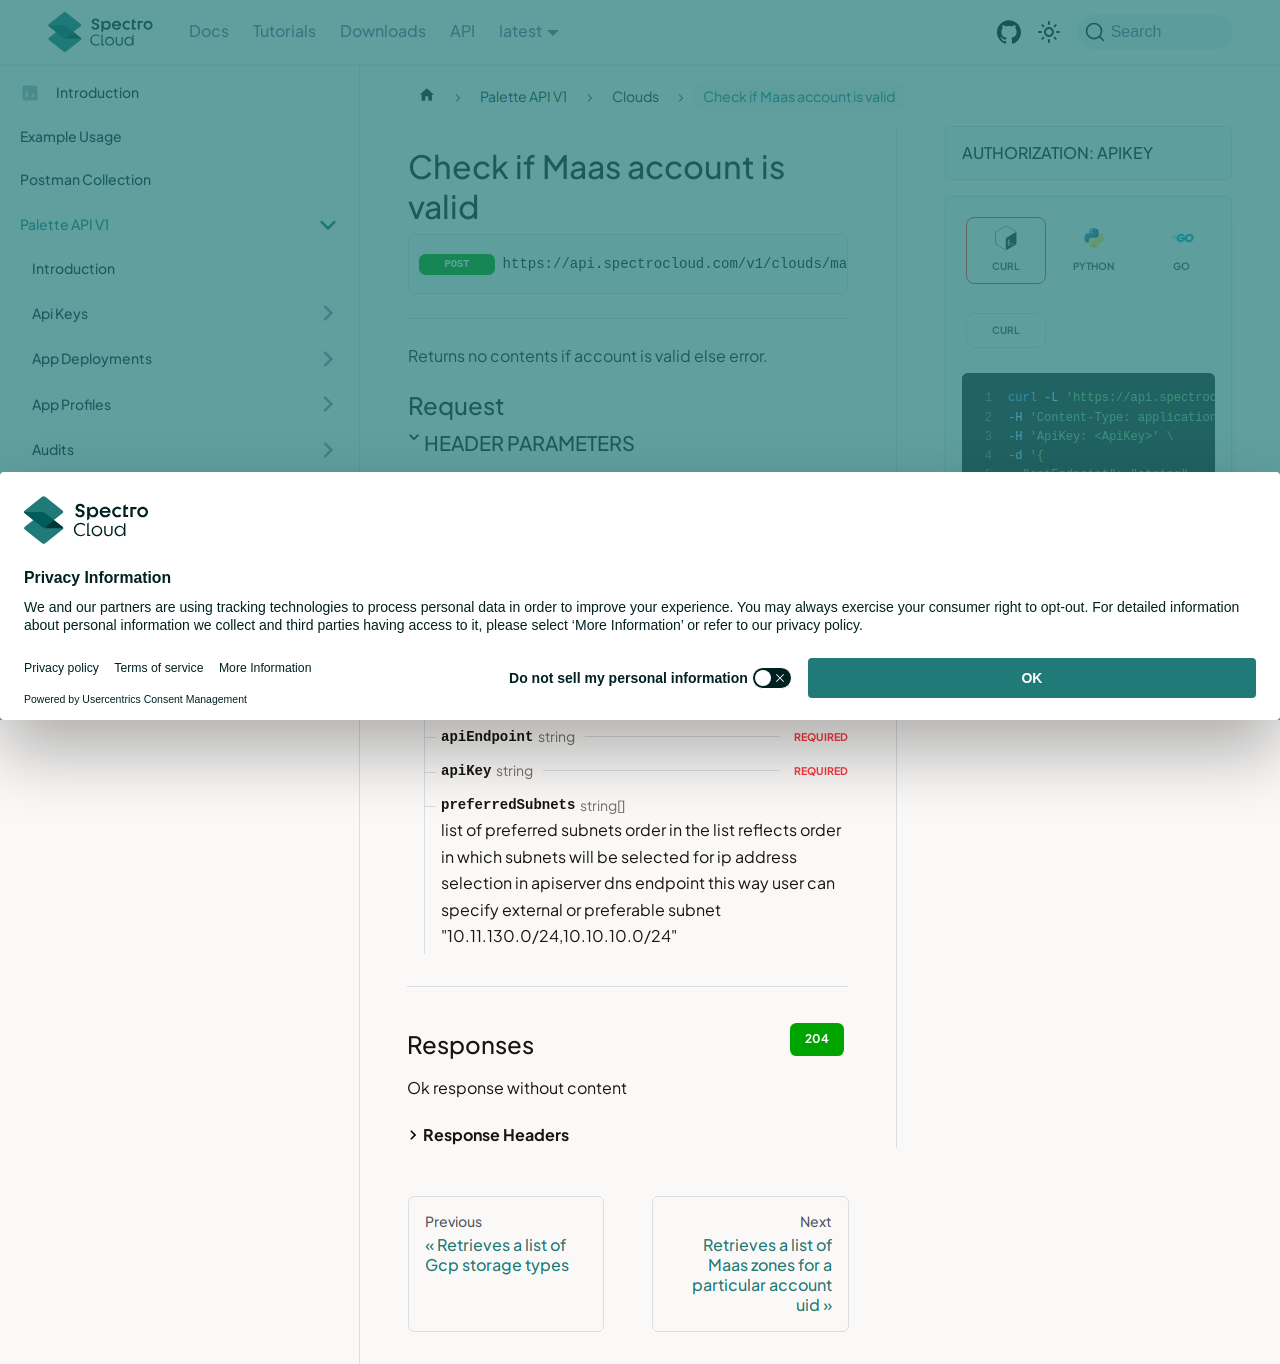 Spectro Cloud
Docs
Tutorials
Downloads
API
latest
Search
Introduction
Example Usage
Postman Collection
Palette API V1
Introduction
Api Keys
App Deployments
App Profiles
Audits
Palette API V1
Clouds
Check if Maas account is valid
Check if Maas account is
valid
POST
https://api.spectrocloud.com/v1/clouds/ma
Returns no contents if account is valid else error.
Request
HEADER PARAMETERS
AUTHORIZATION: APIKEY
CURL
PYTHON
GO
CURL
1 curl -L 'https://api.spectroc
2 -H 'Content-Type: application
3 -H 'ApiKey: <ApiKey>' \
4 -d '{
Spectro
Cloud
Privacy Information
We and our partners are using tracking technologies to process personal data in order to improve your experience. You may always exercise your consumer right to opt-out. For detailed information
about personal information we collect and third parties having access to it, please select ‘More Information’ or refer to our privacy policy.
Privacy policy
Terms of service
More Information
Do not sell my personal information
OK
Powered by Usercentrics Consent Management
apiEndpoint string REQUIRED
apiKey string REQUIRED
preferredSubnets string[]
list of preferred subnets order in the list reflects order
in which subnets will be selected for ip address
selection in apiserver dns endpoint this way user can
specify external or preferable subnet
"10.11.130.0/24,10.10.10.0/24"
Responses
204
Ok response without content
Response Headers
Previous
« Retrieves a list of
Gcp storage types
Next
Retrieves a list of
Maas zones for a
particular account
uid »